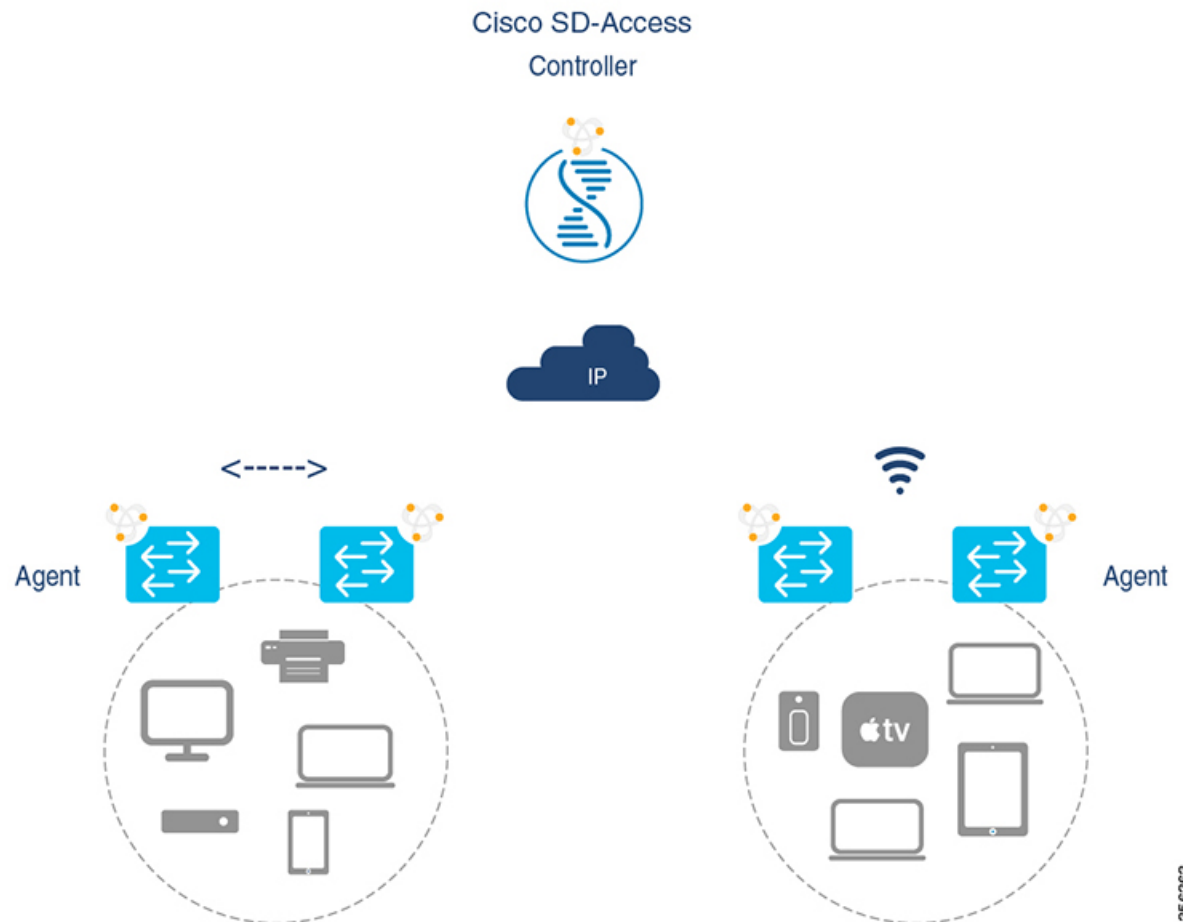 Cisco SD-Access
Controller
IP
<----->
Agent
Agent
tv